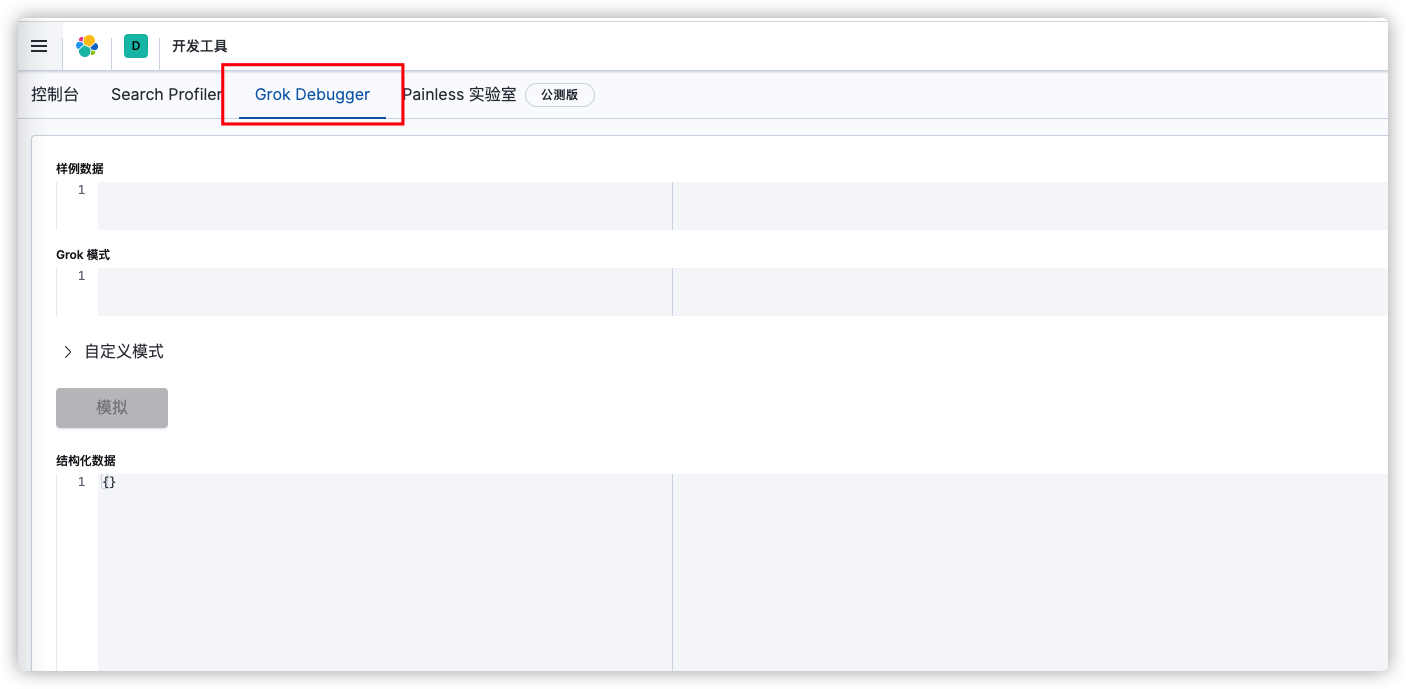 D 开发工具
控制台 Search Profiler Grok Debugger Painless 实验室 公测版
样例数据
1
Grok 模式
1
自定义模式
模拟
结构化数据
1 {}